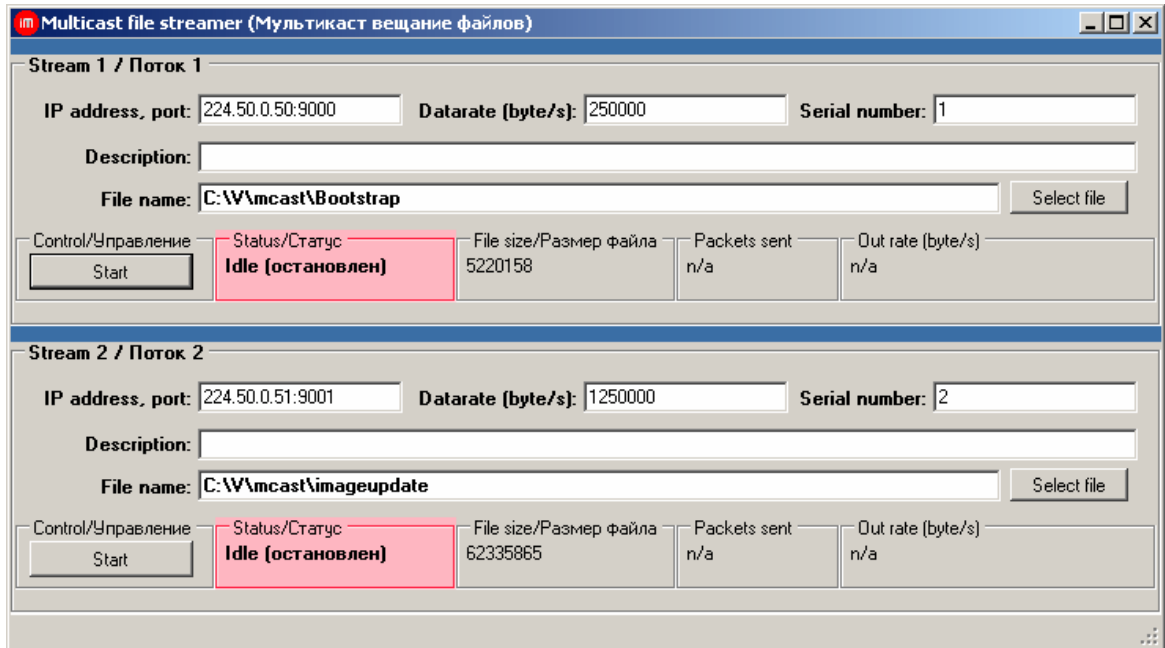 im Multicast file streamer (Мультикаст вещание файлов)
Stream 1 / Поток 1
IP address, port: 224.50.0.50:9000 Datarate (byte/s): 250000 Serial number: 1
Description:
File name: C:\V\mcast\Bootstrap Select file
Control/Управление Status/Статус File size/Размер файла Packets sent Out rate (byte/s)
Start Idle (остановлен) 5220158 n/a n/a
Stream 2 / Поток 2
IP address, port: 224.50.0.51:9001 Datarate (byte/s): 1250000 Serial number: 2
Description:
File name: C:\V\mcast\imageupdate Select file
Control/Управление Status/Статус File size/Размер файла Packets sent Out rate (byte/s)
Start Idle (остановлен) 62335865 n/a n/a